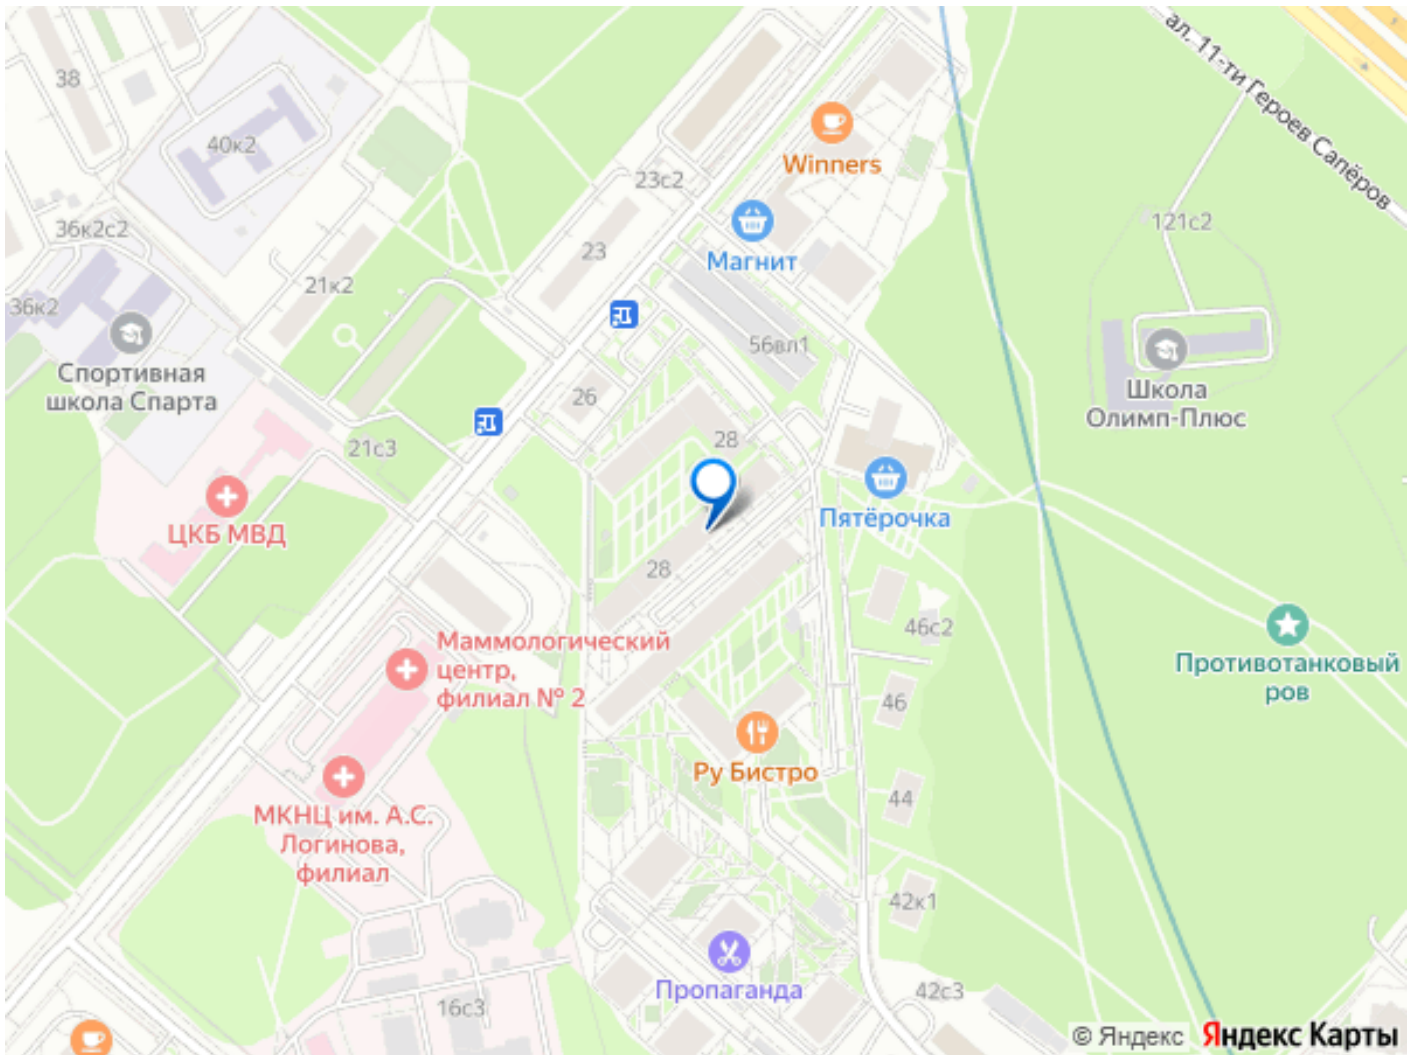 ал. 11-ти Героев Сапёров
38
40к2
Winners
23с2
36к2с2
121с2
23
Магнит
21к2
36к2
56вл1
Спортивная
школа Спарта
26
Школа
Олимп-Плюс
28
21с3
ЦКБ МВД
Пятёрочка
28
46с2
Маммологический
центр,
филиал № 2
Противотанковый
ров
46
Ру Бистро
44
МКНЦ им. А.С.
Логинова,
филиал
42к1
Пропаганда
42с3
16с3
© Яндекс Яндекс Карты